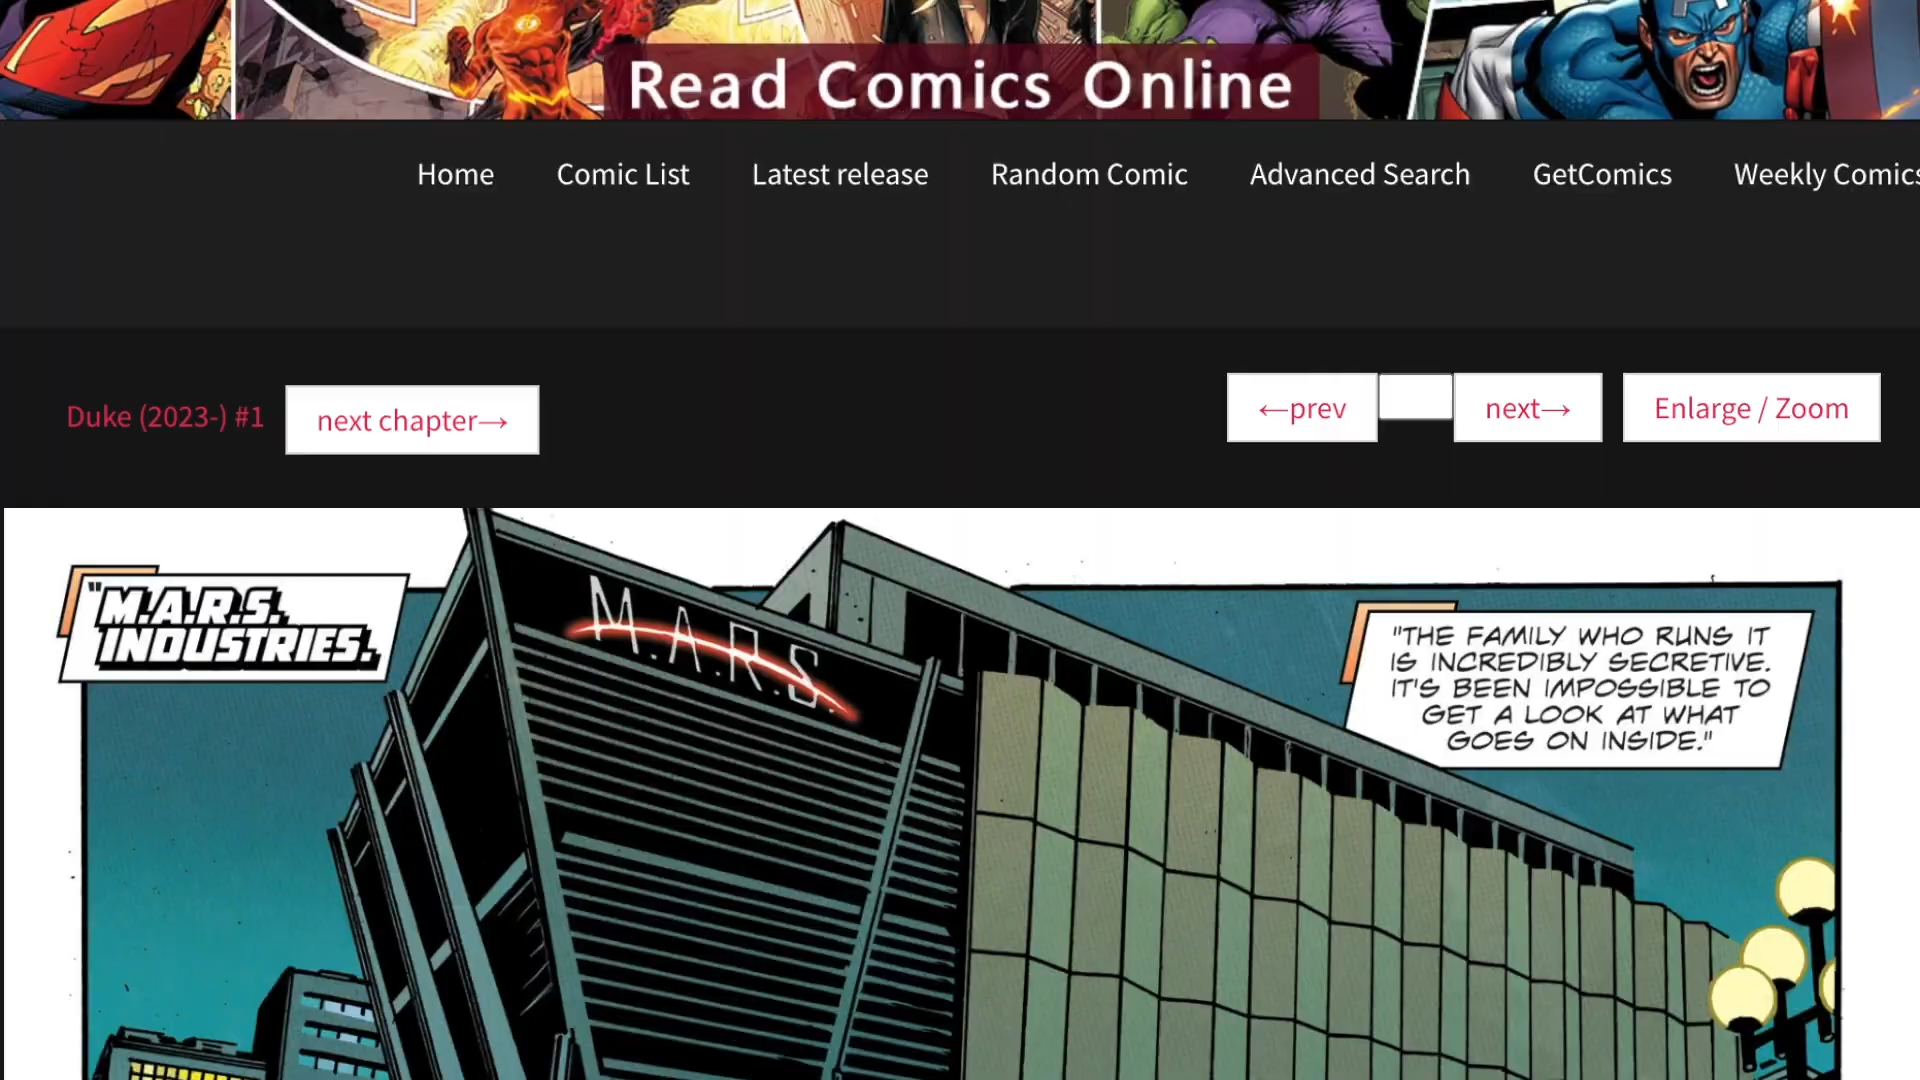 Read Comics Online
Home Comic List Latest release Random Comic Advanced Search GetComics Weekly Comics
Duke (2023-) #1 next chapter→ ←prev next→ Enlarge / Zoom
"M.A.R.S.
INDUSTRIES.
M.A.R.S.
"THE FAMILY WHO RUNS IT
IS INCREDIBLY SECRETIVE.
IT'S BEEN IMPOSSIBLE TO
GET A LOOK AT WHAT
GOES ON INSIDE."